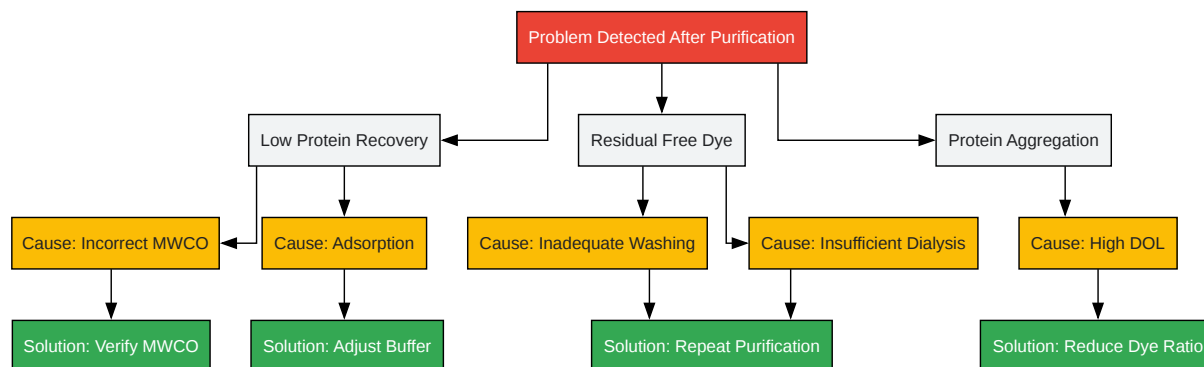 Problem Detected After Purification
Low Protein Recovery
Residual Free Dye
Protein Aggregation
Cause: Incorrect MWCO
Cause: Adsorption
Cause: Inadequate Washing
Cause: Insufficient Dialysis
Cause: High DOL
Solution: Verify MWCO
Solution: Adjust Buffer
Solution: Repeat Purification
Solution: Reduce Dye Ratio